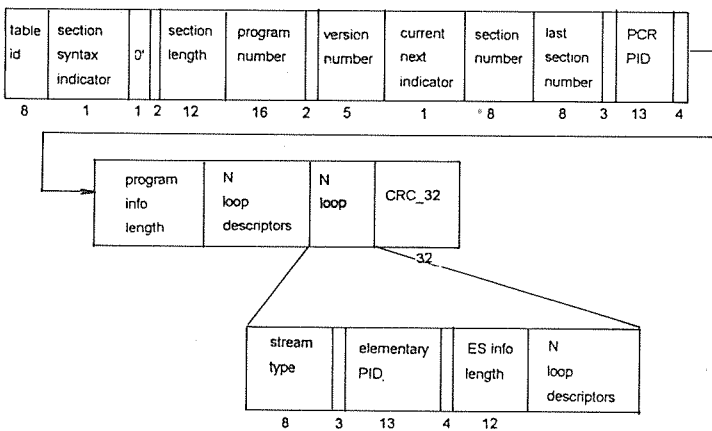 table id
section syntax indicator
0'
section length
program number
version number
current next indicator
section number
last section number
PCR PID
8 1 1 2 12 16 2 5 1 8 8 3 13 4
program info length
N loop descriptors
N loop
CRC_32
32
stream type
elementary PID
ES info length
N loop descriptors
8 3 13 4 12